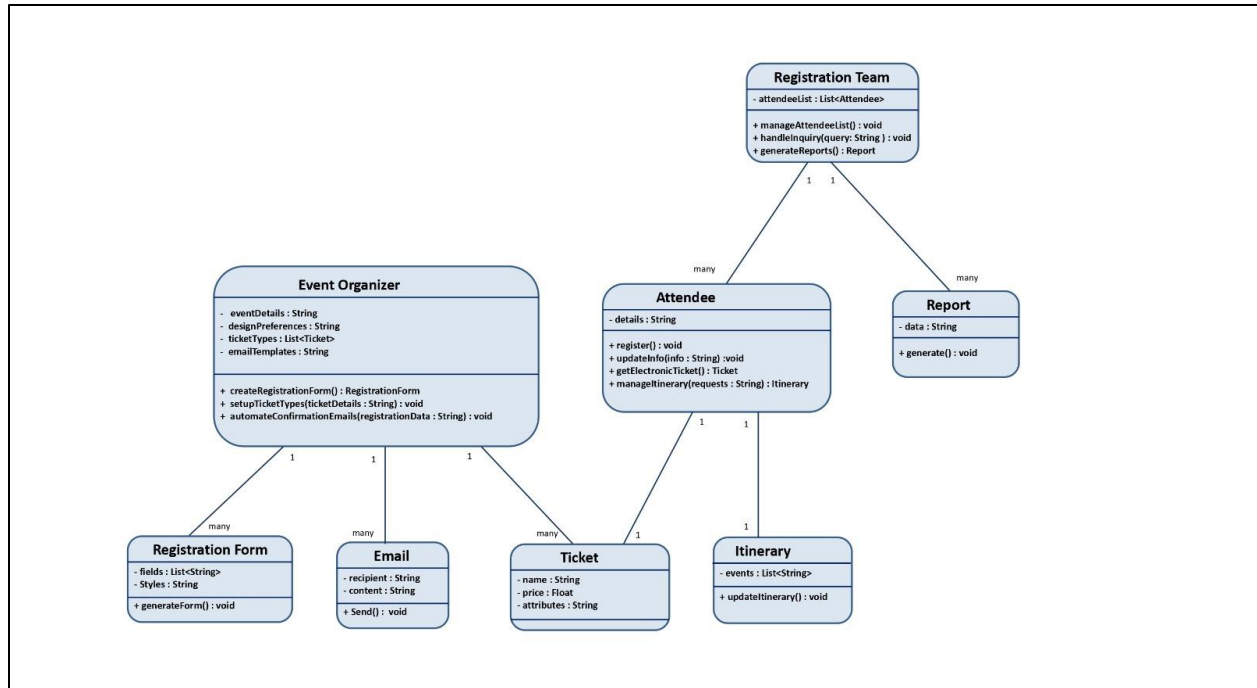 Registration Team
- attendeeList : List<Attendee>
+ manageAttendeeList() : void
+ handleInquiry(query: String ) : void
+ generateReports() : Report
1
1
many
many
Event Organizer
- eventDetails : String
- designPreferences : String
- ticketTypes : List<Ticket>
- emailTemplates : String
+ createRegistrationForm() : RegistrationForm
+ setupTicketTypes(ticketDetails : String) : void
+ automateConfirmationEmails(registrationData : String) : void
Attendee
- details : String
+ register() : void
+ updateInfo(info : String) :void
+ getElectronicTicket() : Ticket
+ manageItinerary(requests : String) : Itinerary
Report
- data : String
+ generate() : void
1
1
1
1
1
many
many
many
1
1
Registration Form
- fields : List<String>
- Styles : String
+ generateForm() : void
Email
- recipient : String
- content : String
+ Send() : void
Ticket
- name : String
- price : Float
- attributes : String
Itinerary
- events : List<String>
+ updateItinerary() : void